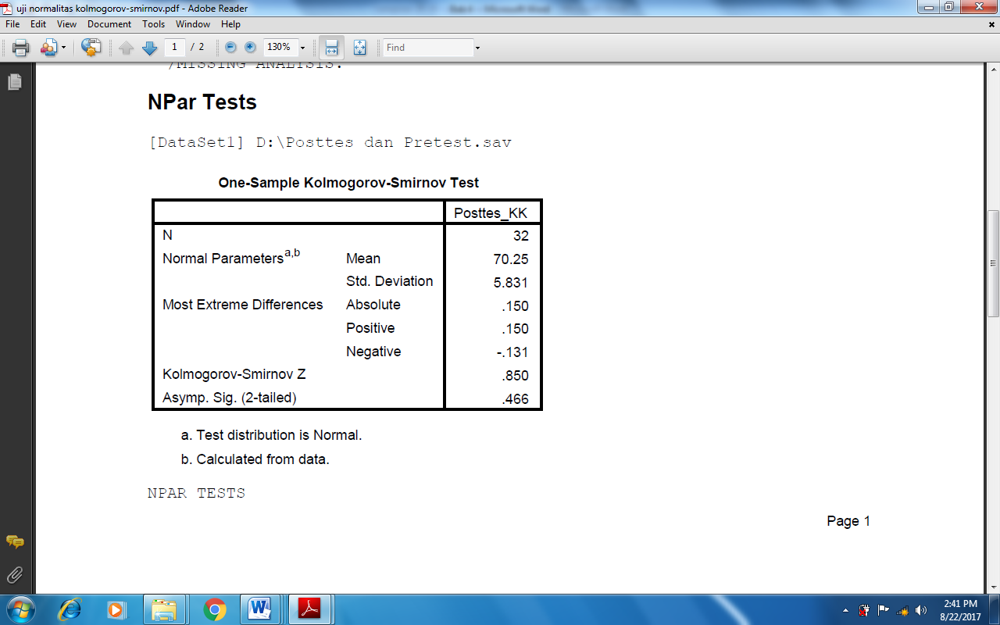 uji normalitas kolmogorov-smirnov.pdf - Adobe Reader
File Edit View Document Tools Window Help
1 / 2 130% Find
/MISSING ANALYSIS.
NPar Tests
[DataSet1] D:\Posttes dan Pretest.sav
One-Sample Kolmogorov-Smirnov Test
Posttes_KK
N 32
Normal Parameters a,b Mean 70.25
Std. Deviation 5.831
Most Extreme Differences Absolute .150
Positive .150
Negative -.131
Kolmogorov-Smirnov Z .850
Asymp. Sig. (2-tailed) .466
a. Test distribution is Normal.
b. Calculated from data.
NPAR TESTS
Page 1
2:41 PM
8/22/2017